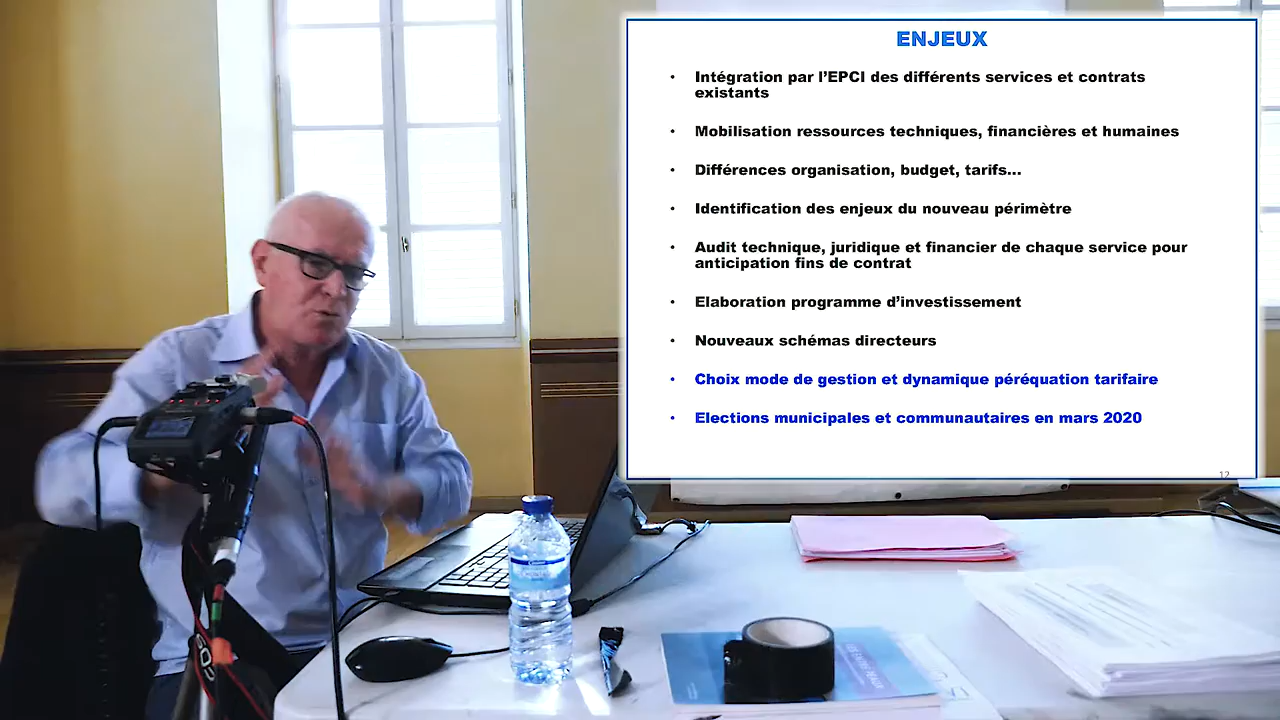 ENJEUX
• Intégration par l'EPCI des différents services et contrats
existants
• Mobilisation ressources techniques, financières et humaines
• Différences organisation, budget, tarifs...
• Identification des enjeux du nouveau périmètre
• Audit technique, juridique et financier de chaque service pour
anticipation fins de contrat
• Elaboration programme d'investissement
• Nouveaux schémas directeurs
• Choix mode de gestion et dynamique péréquation tarifaire
• Elections municipales et communautaires en mars 2020
12